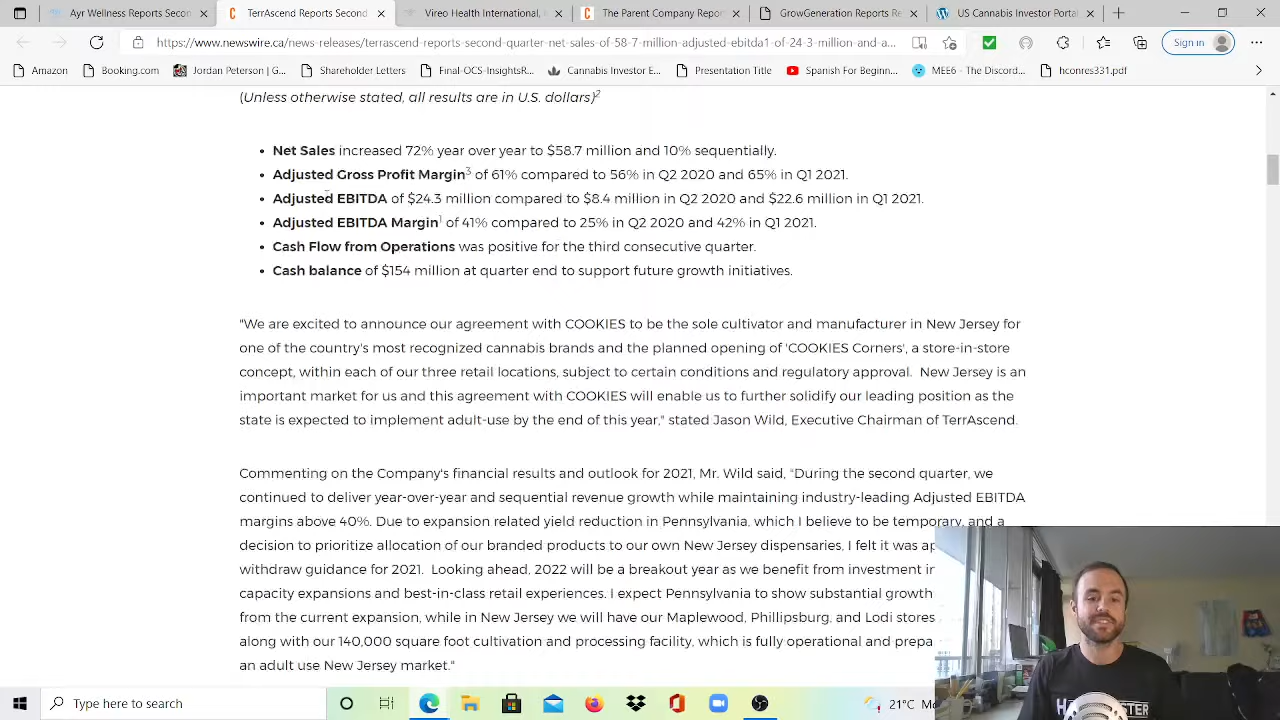 Ayr Wellness Reports Secon
TerrAscend Reports Second
Vireo Health International, I
The Parent Company Report
GrowGeneration Reports Re
US Cannabis Investor Portal
https://www.newswire.ca/news-releases/terrascend-reports-second-quarter-net-sales-of-58-7-million-adjusted-ebitda1-of-24-3-million-and-a...
Sign in
Amazon
Booking.com
Jordan Peterson | G...
Shareholder Letters
Final-OCS-InsightsR...
Cannabis Investor E...
Presentation Title
Spanish For Beginn...
MEE6 - The Discord...
hconres331.pdf
(Unless otherwise stated, all results are in U.S. dollars)2
• Net Sales increased 72% year over year to $58.7 million and 10% sequentially.
• Adjusted Gross Profit Margin3 of 61% compared to 56% in Q2 2020 and 65% in Q1 2021.
• Adjusted EBITDA of $24.3 million compared to $8.4 million in Q2 2020 and $22.6 million in Q1 2021.
• Adjusted EBITDA Margin1 of 41% compared to 25% in Q2 2020 and 42% in Q1 2021.
• Cash Flow from Operations was positive for the third consecutive quarter.
• Cash balance of $154 million at quarter end to support future growth initiatives.
"We are excited to announce our agreement with COOKIES to be the sole cultivator and manufacturer in New Jersey for
one of the country's most recognized cannabis brands and the planned opening of 'COOKIES Corners', a store-in-store
concept, within each of our three retail locations, subject to certain conditions and regulatory approval. New Jersey is an
important market for us and this agreement with COOKIES will enable us to further solidify our leading position as the
state is expected to implement adult-use by the end of this year," stated Jason Wild, Executive Chairman of TerrAscend.
Commenting on the Company's financial results and outlook for 2021, Mr. Wild said, "During the second quarter, we
continued to deliver year-over-year and sequential revenue growth while maintaining industry-leading Adjusted EBITDA
margins above 40%. Due to expansion related yield reduction in Pennsylvania, which I believe to be temporary, and a
decision to prioritize allocation of our branded products to our own New Jersey dispensaries, I felt it was ap
withdraw guidance for 2021. Looking ahead, 2022 will be a breakout year as we benefit from investment in
capacity expansions and best-in-class retail experiences. I expect Pennsylvania to show substantial growth
from the current expansion, while in New Jersey we will have our Maplewood, Phillipsburg, and Lodi stores
along with our 140,000 square foot cultivation and processing facility, which is fully operational and prepa
an adult use New Jersey market."
Type here to search
21°C